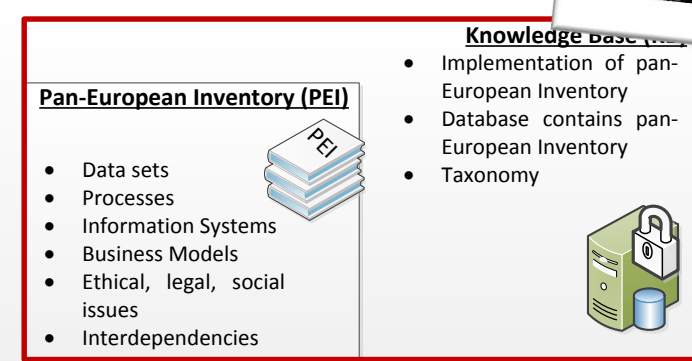 Knowledge Base
• Implementation of pan-
European Inventory
• Database contains pan-
European Inventory
• Taxonomy
Pan-European Inventory (PEI)
PEI
• Data sets
• Processes
• Information Systems
• Business Models
• Ethical, legal, social
issues
• Interdependencies